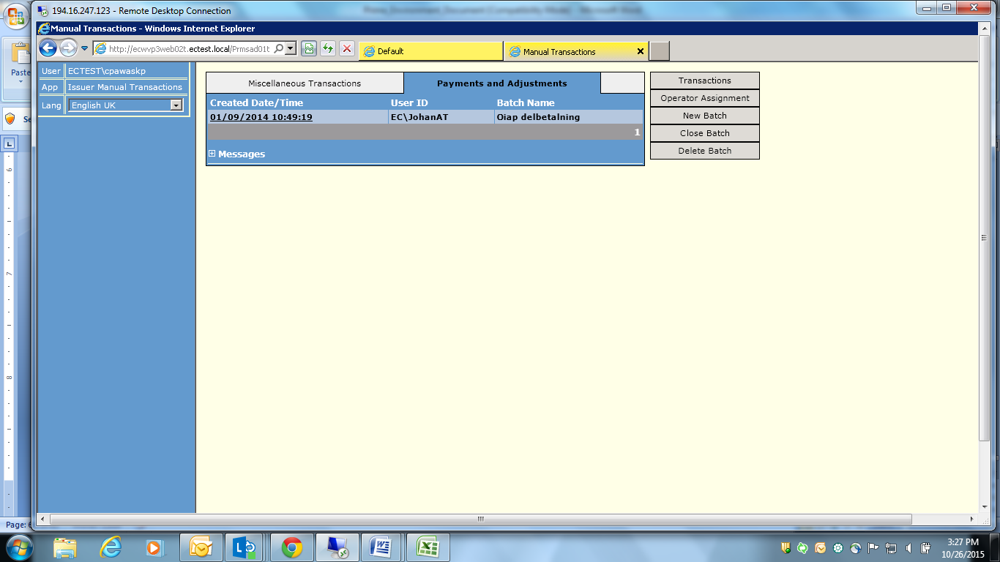 194.16.247.123 - Remote Desktop Connection
Manual Transactions - Windows Internet Explorer
http://ecwvp3web02t.ectest.local/Prmsad01t
Default
Manual Transactions
Paste
User ECTEST\cpawaskp
App Issuer Manual Transactions
Lang English UK
Miscellaneous Transactions
Payments and Adjustments
Created Date/Time User ID Batch Name
01/09/2014 10:49:19 EC\JohanAT Oiap delbetalning
1
Messages
Transactions
Operator Assignment
New Batch
Close Batch
Delete Batch
L
6
7
8
Page:
3:27 PM
10/26/2015